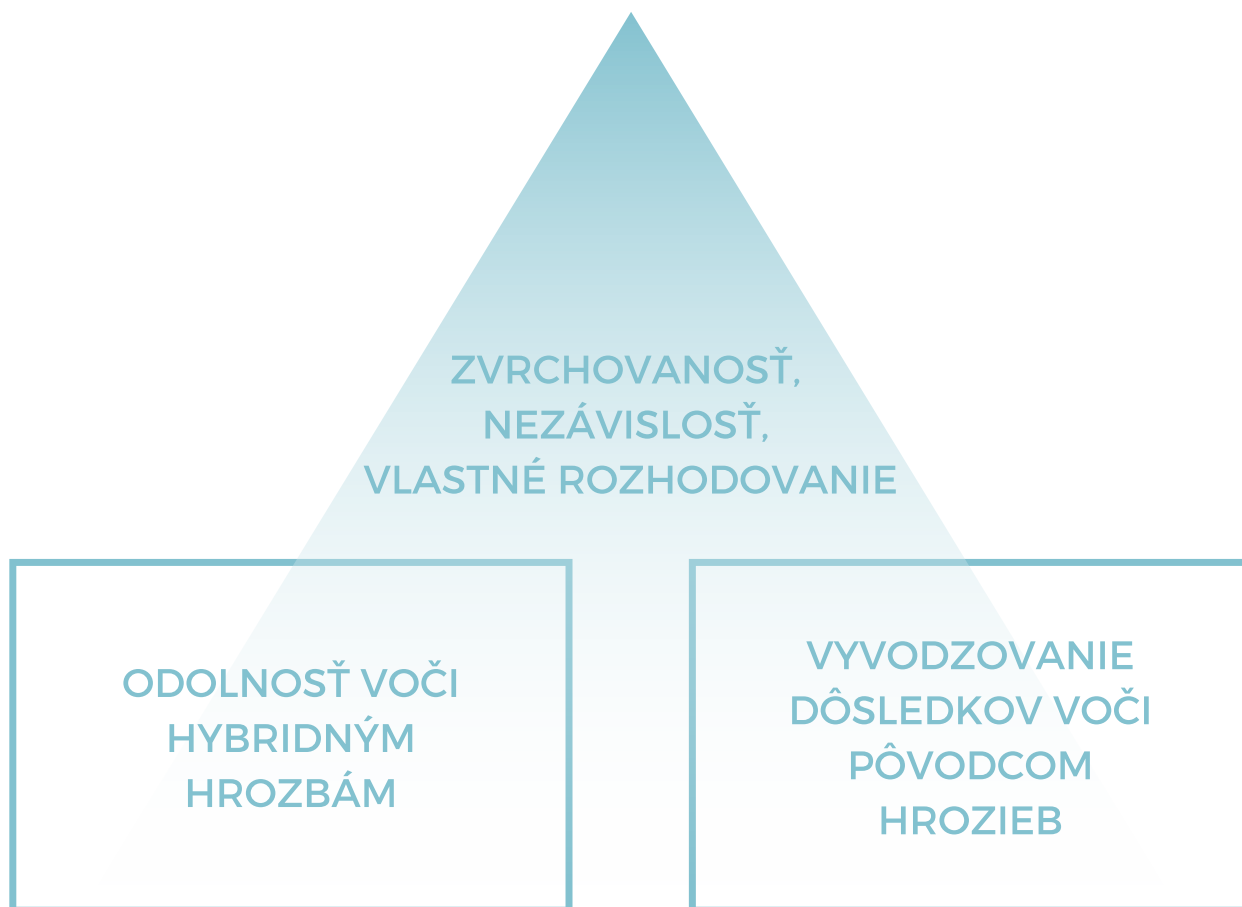 ZVRCHOVANOSŤ,
NEZÁVISLOSŤ,
VLASTNÉ ROZHODOVANIE
ODOLNOSŤ VOČI
HYBRIDNÝM
HROZBÁM
VYVODZOVANIE
DÔSLEDKOV VOČI
PÔVODCOM
HROZIEB